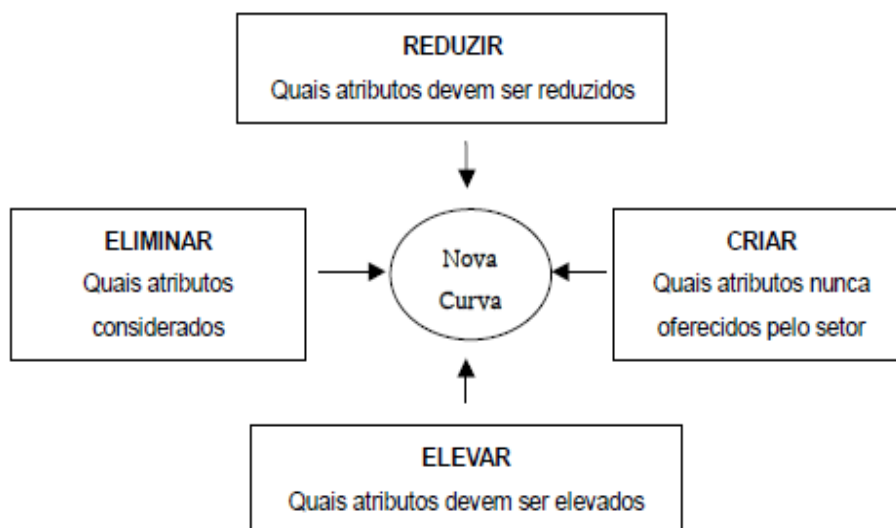 REDUZIR
Quais atributos devem ser reduzidos
ELIMINAR
Quais atributos
considerados
Nova
Curva
CRIAR
Quais atributos nunca
oferecidos pelo setor
ELEVAR
Quais atributos devem ser elevados